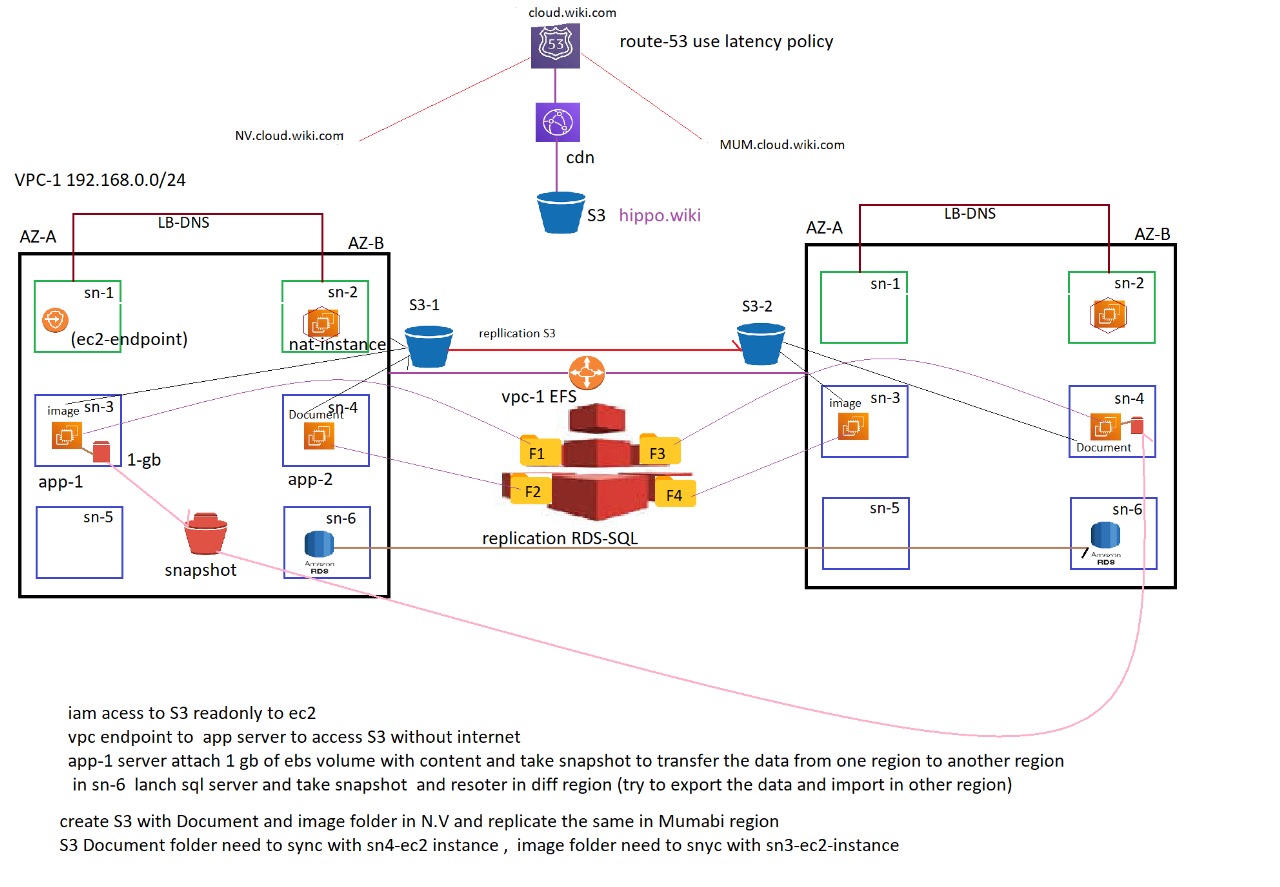 cloud.wiki.com
53
route-53 use latency policy
NV.cloud.wiki.com
MUM.cloud.wiki.com
cdn
VPC-1 192.168.0.0/24
S3 hippo.wiki
LB-DNS
LB-DNS
AZ-A
AZ-B
AZ-A
AZ-B
sn-1
sn-2
sn-1
sn-2
(ec2-endpoint)
nat-instance
S3-1
S3-2
repllication S3
vpc-1 EFS
image
sn-3
Document
sn-4
image
sn-3
sn-4
Document
1-gb
app-1
app-2
F1
F3
F2
F4
sn-5
sn-6
sn-5
sn-6
Amazon
RDS
Amazon
RDS
replication RDS-SQL
snapshot
iam acess to S3 readonly to ec2
vpc endpoint to app server to access S3 without internet
app-1 server attach 1 gb of ebs volume with content and take snapshot to transfer the data from one region to another region
in sn-6 lanch sql server and take snapshot and resoter in diff region (try to export the data and import in other region)
create S3 with Document and image folder in N.V and replicate the same in Mumabi region
S3 Document folder need to sync with sn4-ec2 instance , image folder need to snyc with sn3-ec2-instance